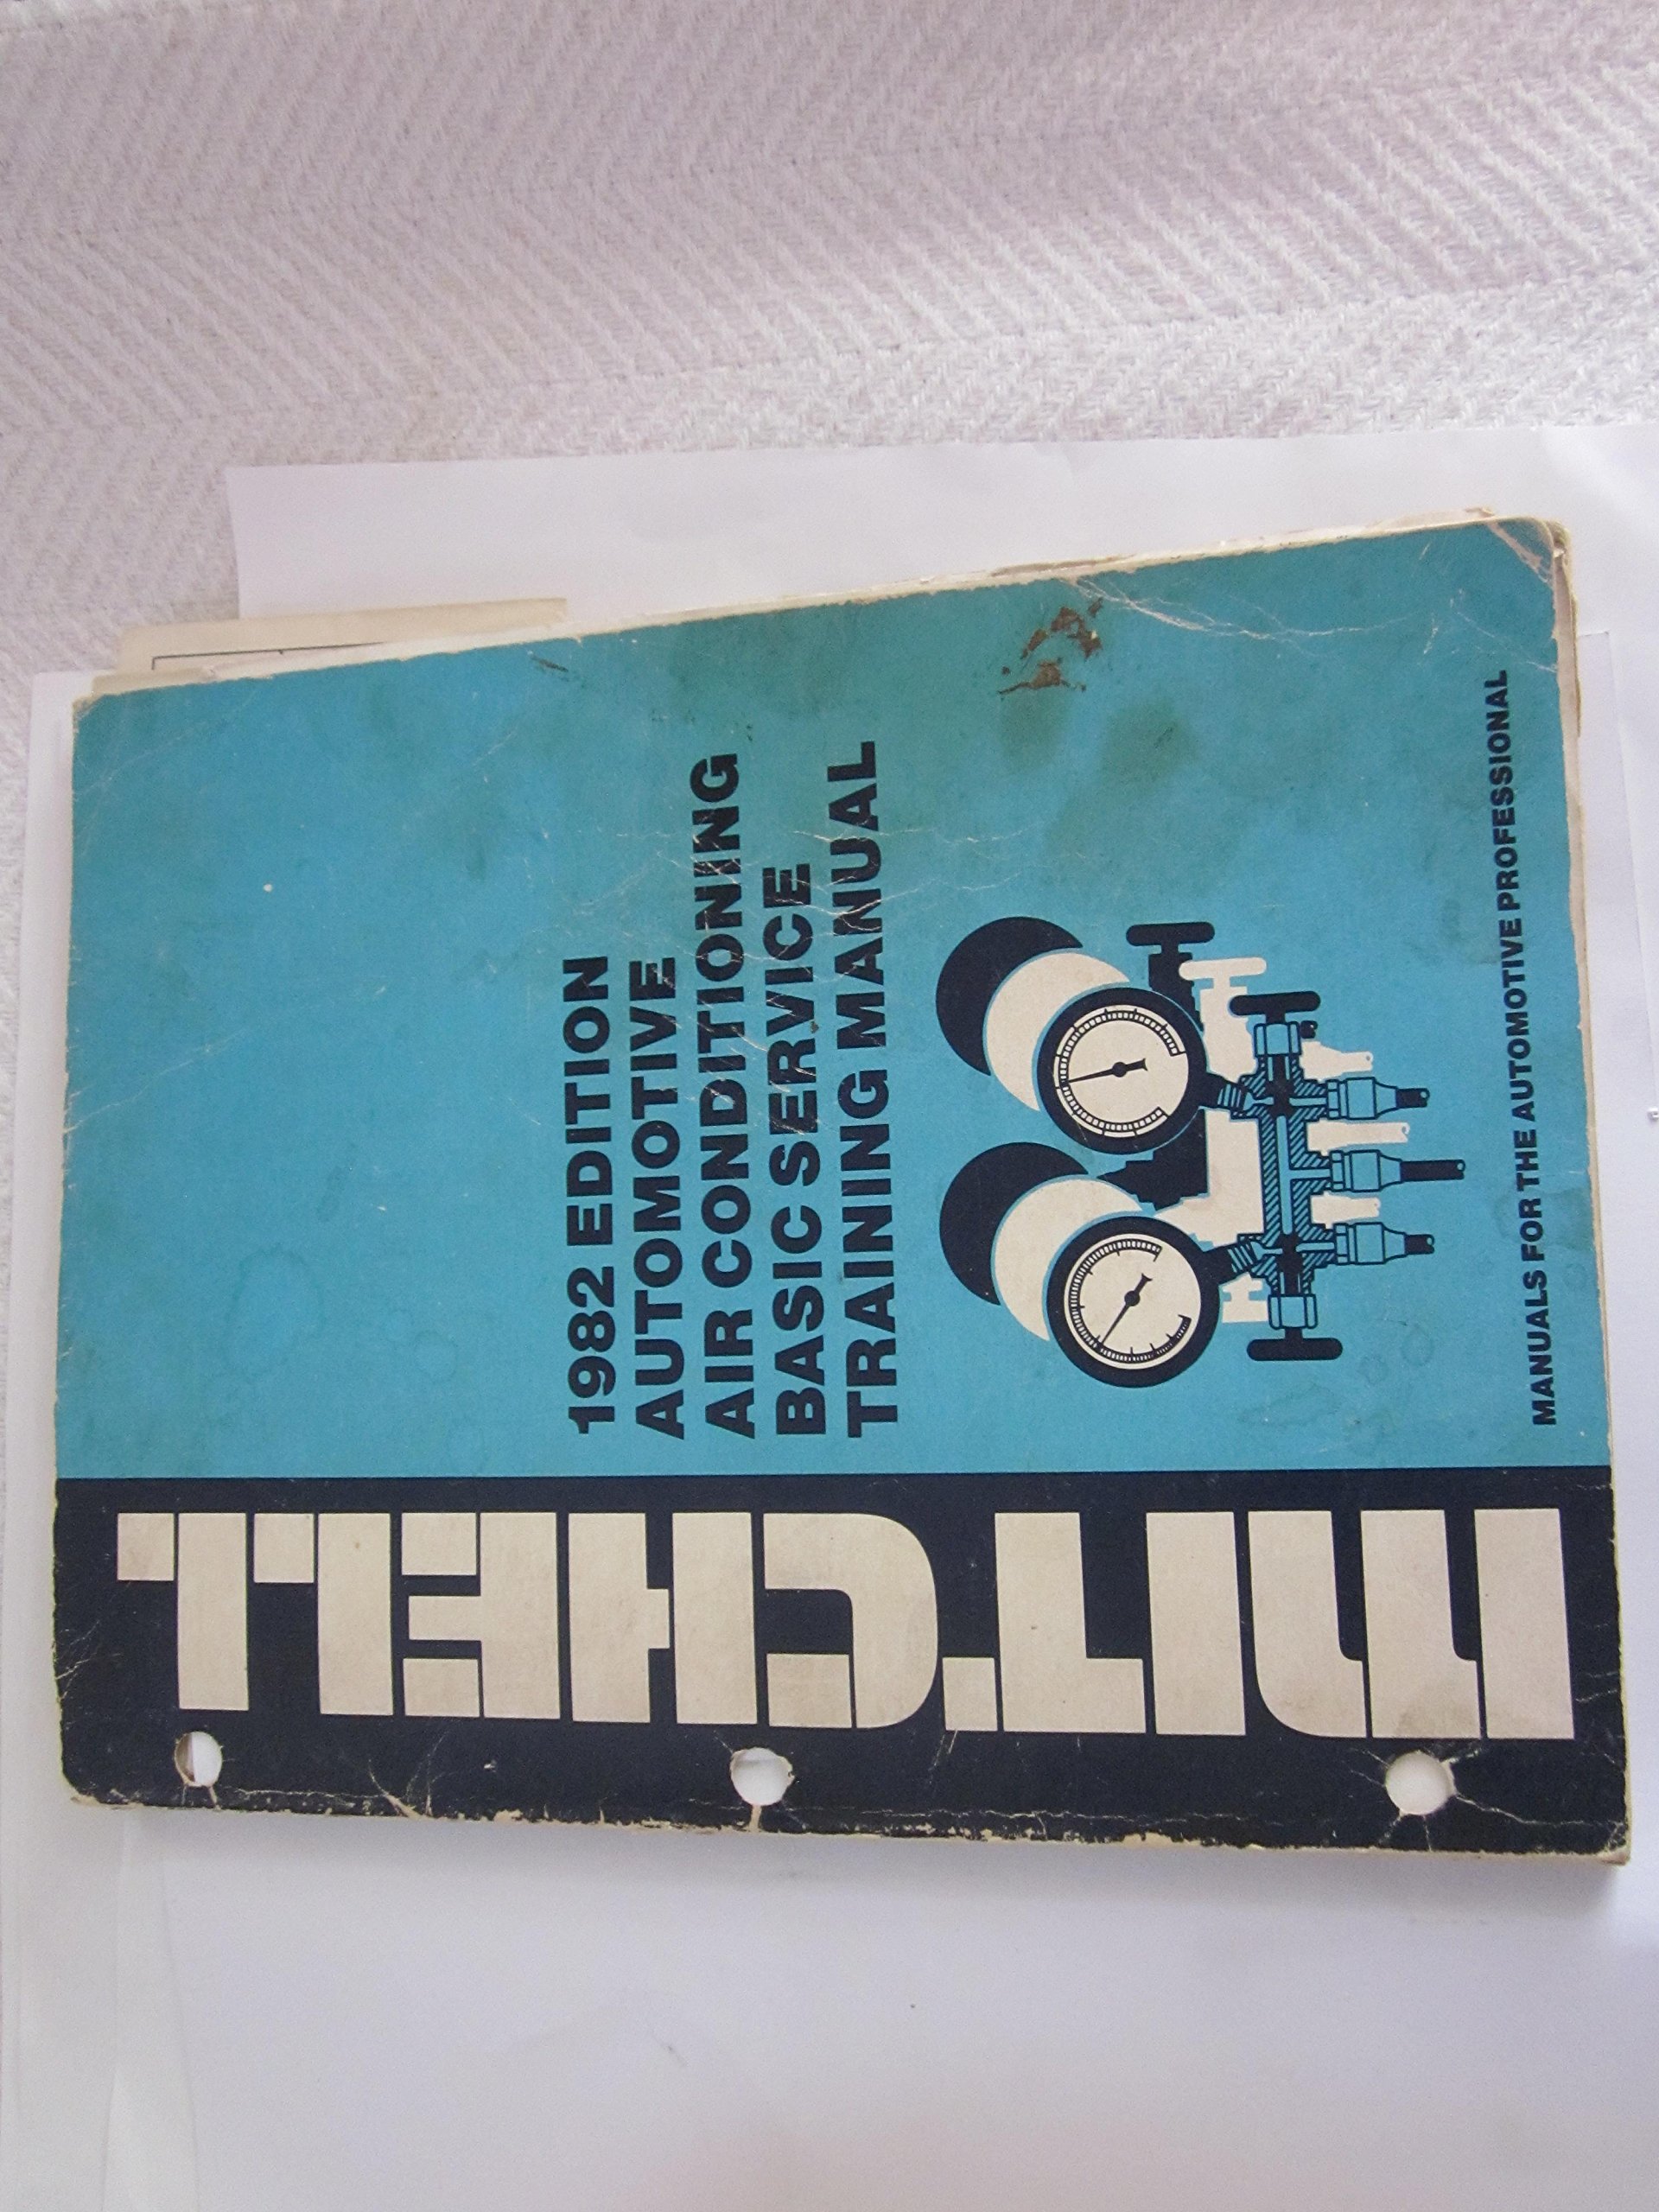 mitchell
1982 EDITION
AUTOMOTIVE
AIR CONDITIONING
BASIC SERVICE
TRAINING MANUAL
MANUALS FOR THE AUTOMOTIVE PROFESSIONAL